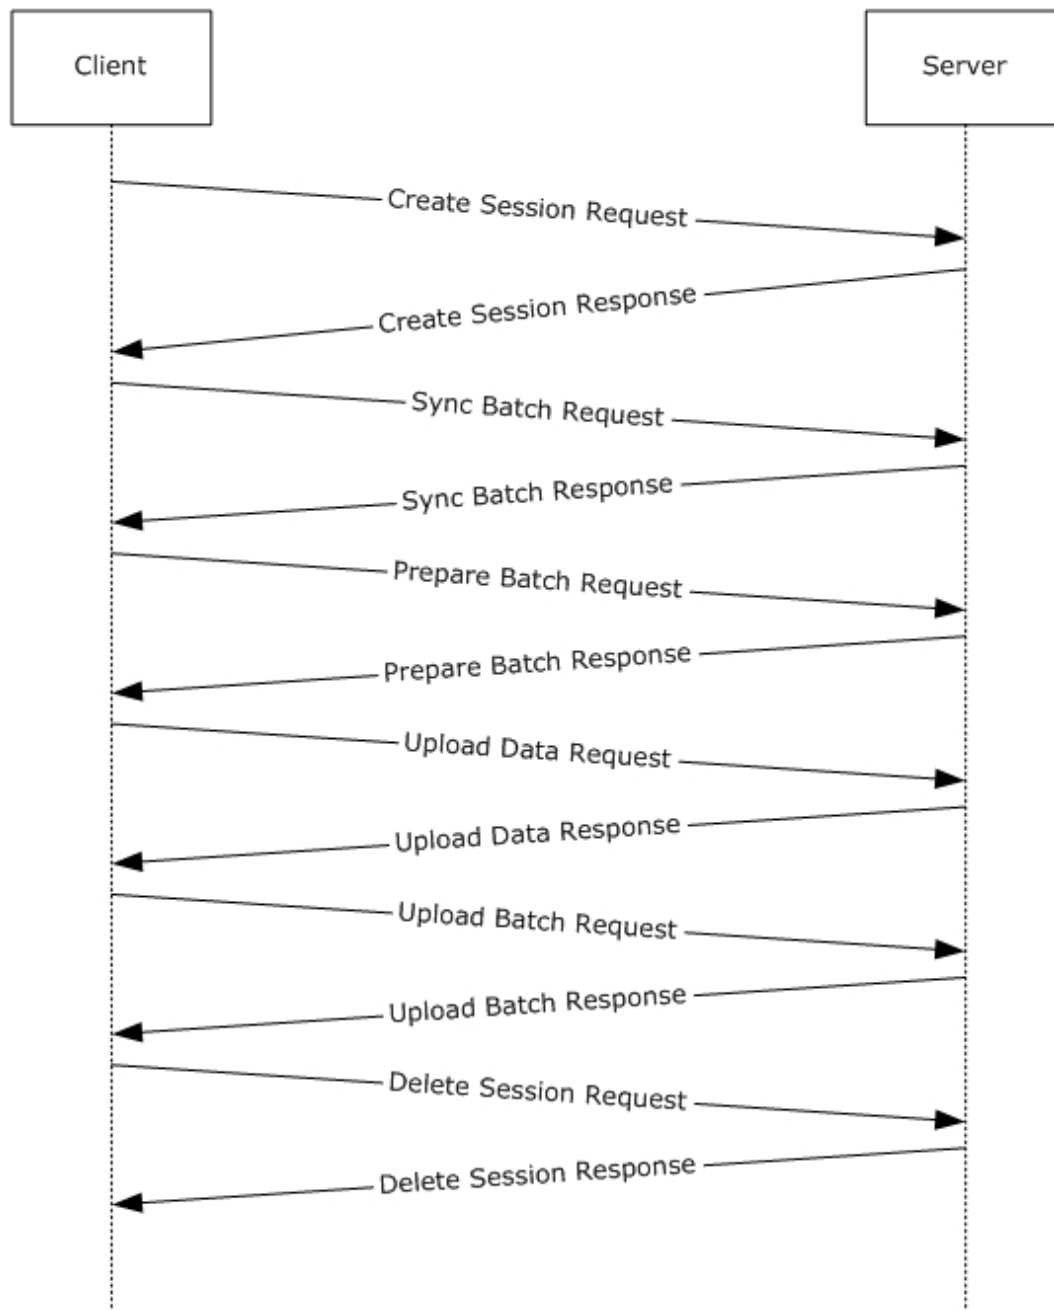 Client
Server
Create Session Request
Create Session Response
Sync Batch Request
Sync Batch Response
Prepare Batch Request
Prepare Batch Response
Upload Data Request
Upload Data Response
Upload Batch Request
Upload Batch Response
Delete Session Request
Delete Session Response